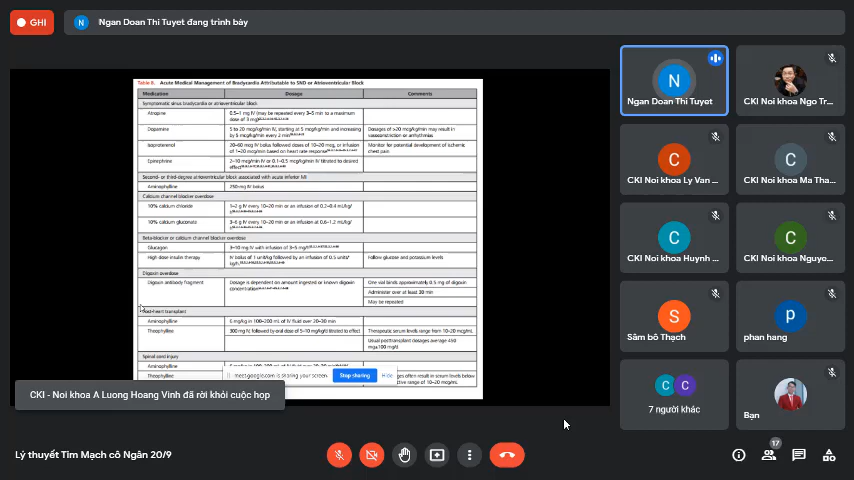 GHI
N
Ngan Doan Thi Tuyet đang trình bày
Table 8. Acute Medical Management of Bradycardia Attributable to SND or Atrioventricular Block
Medication Dosage Comments
Symptomatic sinus bradycardia or atrioventricular block
Atropine 0.5–1 mg IV (may be repeated every 3–5 min to a maximum
dose of 3 mg)
Dopamine 5 to 20 mcg/kg/min IV, starting at 5 mcg/kg/min and increasing
by 5 mcg/kg/min every 2 min
Dosages of >20 mcg/kg/min may result in
vasoconstriction or arrhythmias
Isoproterenol 20–60 mcg IV bolus followed doses of 10–20 mcg, or infusion
of 1–20 mcg/min based on heart rate response
Monitor for potential development of ischemic
chest pain
Epinephrine 2–10 mcg/min IV or 0.1–0.5 mcg/kg/min IV titrated to desired
effect
Second- or third-degree atrioventricular block associated with acute inferior MI
Aminophylline 250-mg IV bolus
Calcium channel blocker overdose
10% calcium chloride 1–2 g IV every 10–20 min or an infusion of 0.2–0.4 mL/kg/
10% calcium gluconate 3–6 g IV every 10–20 min or an infusion at 0.6–1.2 mL/kg/
Beta-blocker or calcium channel blocker overdose
Glucagon 3–10 mg IV with infusion of 3–5 mg/h
High dose insulin therapy IV bolus of 1 unit/kg followed by an infusion of 0.5 units/
kg/h
Follow glucose and potassium levels
Digoxin overdose
Digoxin antibody fragment Dosage is dependent on amount ingested or known digoxin
concentration
One vial binds approximately 0.5 mg of digoxin
Administer over at least 30 min
May be repeated
Post-heart transplant
Aminophylline 6 mg/kg in 100–200 mL of IV fluid over 20–30 min
Theophylline 300 mg IV, followed by oral dose of 5–10 mg/kg/d titrated to effect
Therapeutic serum levels range from 10–20 mcg/mL
Usual posttransplant dosages average 450
mg±100 mg/d
Spinal cord injury
Aminophylline
Theophylline
often result in serum levels below
range of 10–20 mcg/mL
meet.google.com is sharing your screen. Stop sharing Hide
CKI - Noi khoa A Luong Hoang Vinh đã rời khỏi cuộc họp
N
Ngan Doan Thi Tuyet
CKI Noi khoa Ngo Tr...
C
CKI Noi khoa Ly Van ...
C
CKI Noi khoa Ma Tha...
C
CKI Noi khoa Huynh ...
C
CKI Noi khoa Nguye...
S
Sâm bô Thạch
p
phan hang
C C
7 người khác
Bạn
Lý thuyết Tim Mạch cô Ngân 20/9
17